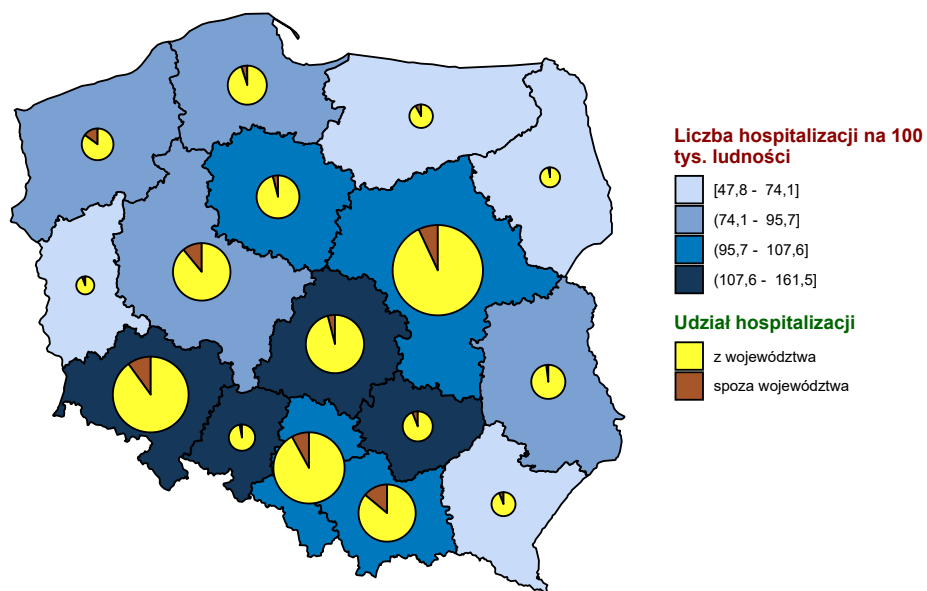 Liczba hospitalizacji na 100
tys. ludności
[47,8 - 74,1]
(74,1 - 95,7]
(95,7 - 107,6]
(107,6 - 161,5]
Udział hospitalizacji
z województwa
spoza województwa